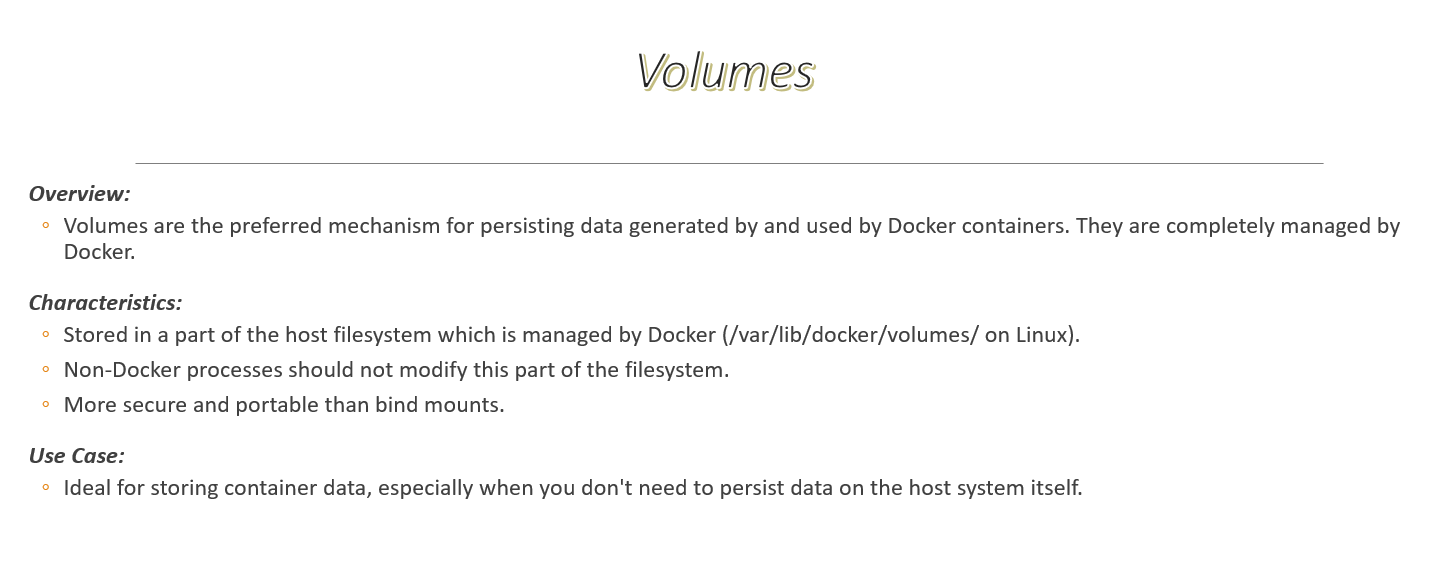 Volumes
Overview:
◦ Volumes are the preferred mechanism for persisting data generated by and used by Docker containers. They are completely managed by
Docker.
Characteristics:
◦ Stored in a part of the host filesystem which is managed by Docker (/var/lib/docker/volumes/ on Linux).
◦ Non-Docker processes should not modify this part of the filesystem.
◦ More secure and portable than bind mounts.
Use Case:
◦ Ideal for storing container data, especially when you don't need to persist data on the host system itself.